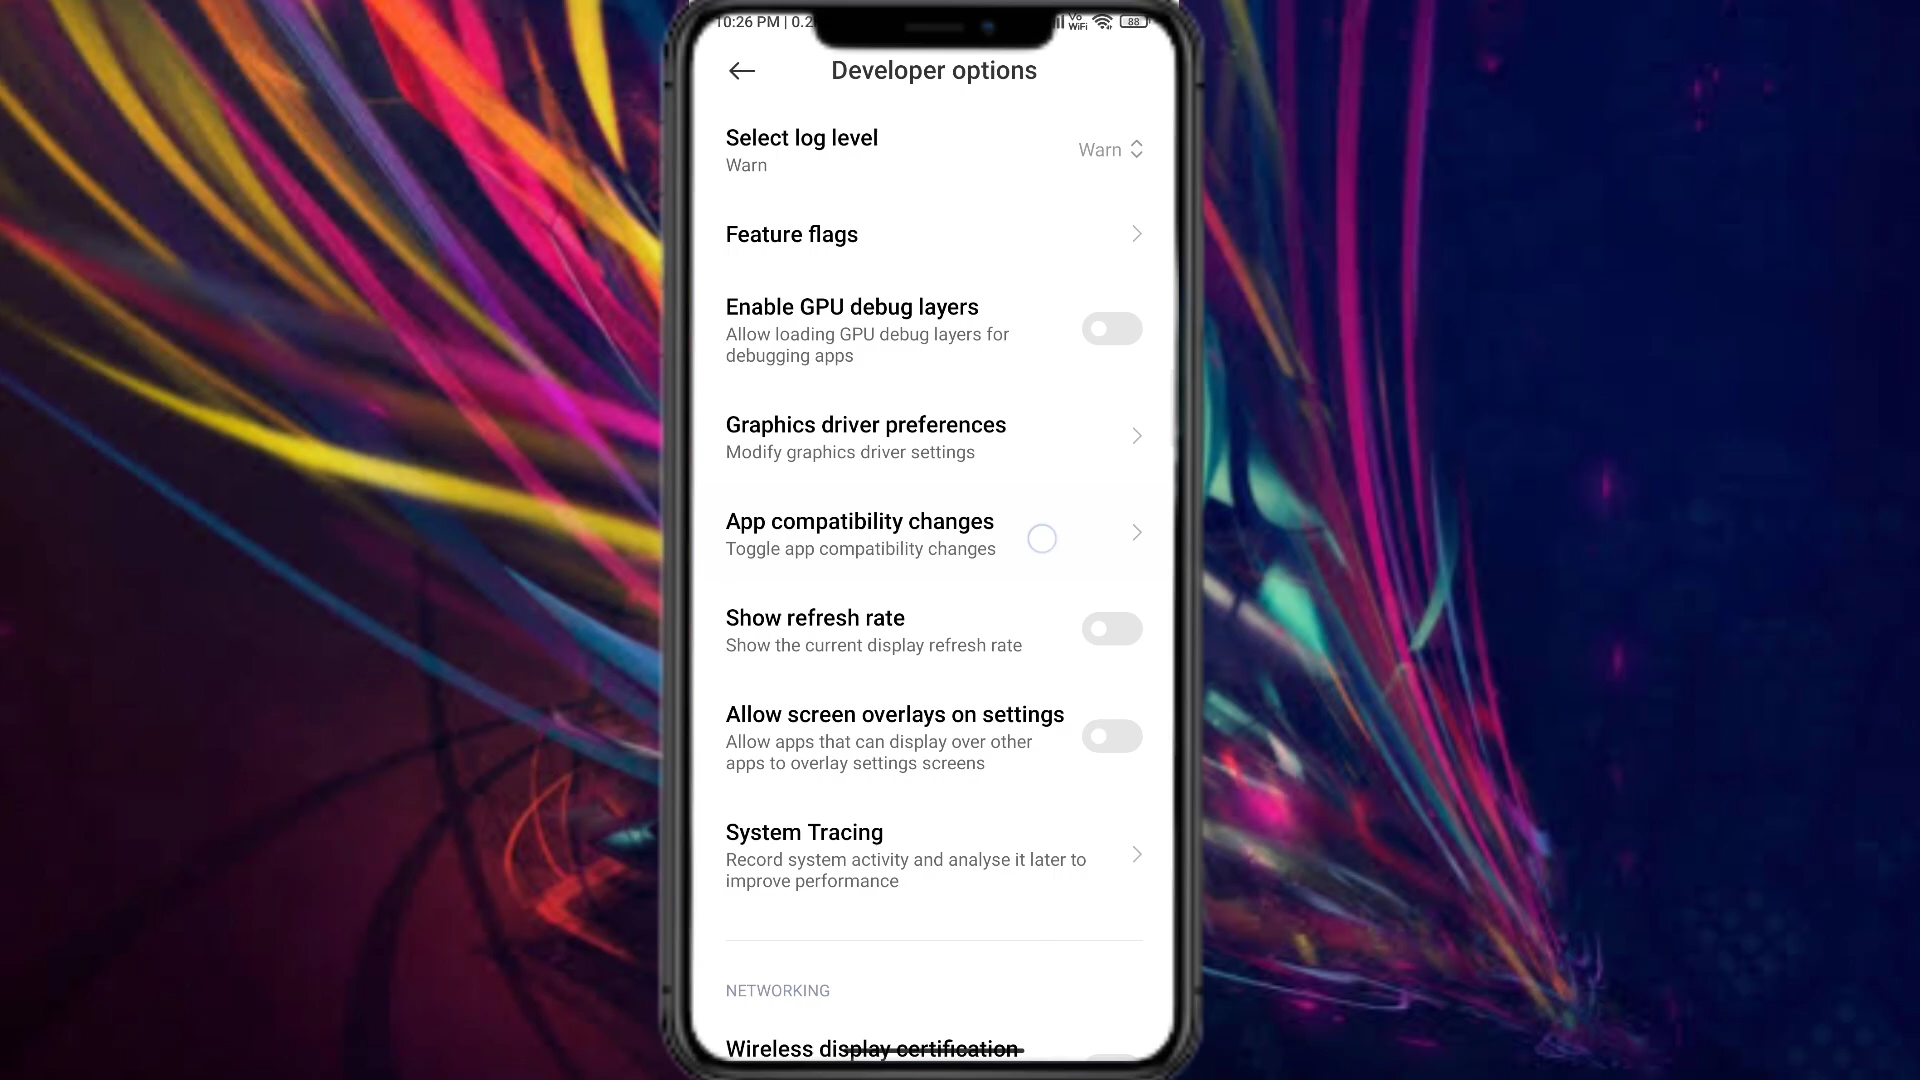 10:26 PM | 0.2
Vo
WiFi
88
Developer options
Select log level
Warn
Warn
Feature flags
Enable GPU debug layers
Allow loading GPU debug layers for
debugging apps
Graphics driver preferences
Modify graphics driver settings
App compatibility changes
Toggle app compatibility changes
Show refresh rate
Show the current display refresh rate
Allow screen overlays on settings
Allow apps that can display over other
apps to overlay settings screens
System Tracing
Record system activity and analyse it later to
improve performance
NETWORKING
Wireless display certification